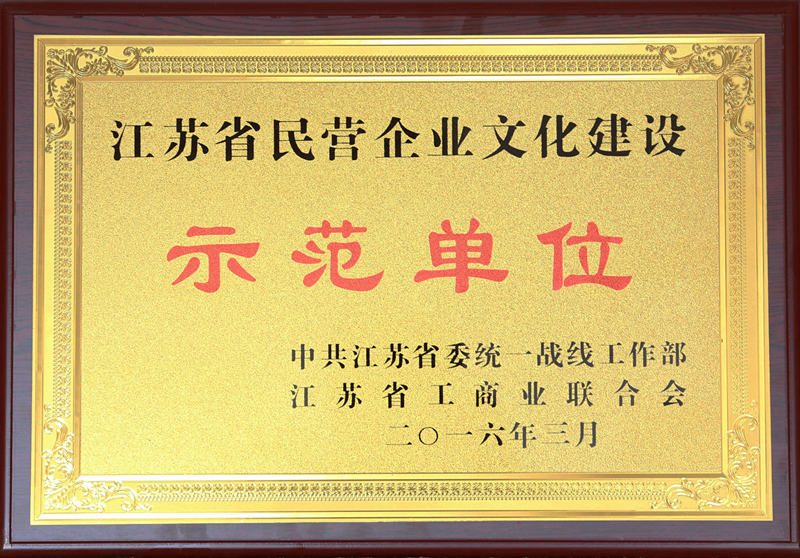 江苏省民营企业文化建设
示范单位
中共江苏省委统一战线工作部
江苏省工商业联合会
二〇一六年三月